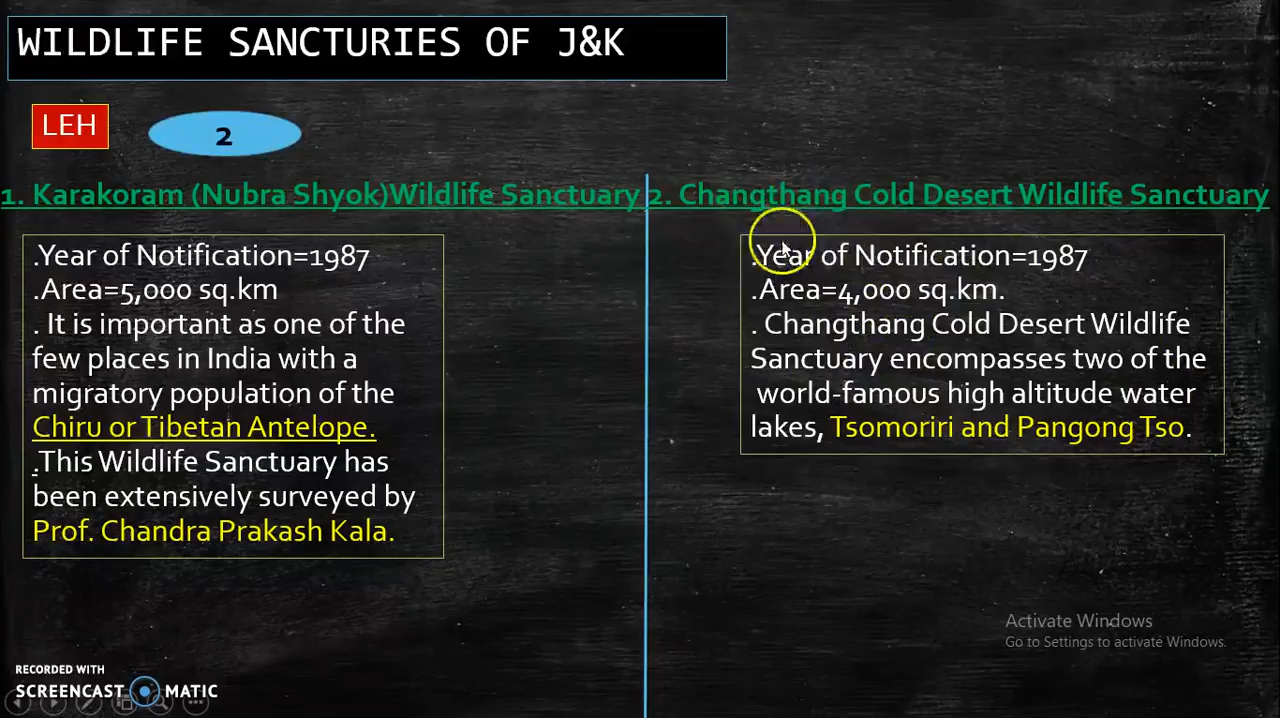 WILDLIFE SANCTURIES OF J&K
LEH
2
1. Karakoram (Nubra Shyok)Wildlife Sanctuary
.Year of Notification=1987
.Area=5,000 sq.km
. It is important as one of the
few places in India with a
migratory population of the
Chiru or Tibetan Antelope.
.This Wildlife Sanctuary has
been extensively surveyed by
Prof. Chandra Prakash Kala.
2. Changthang Cold Desert Wildlife Sanctuary
.Year of Notification=1987
.Area=4,000 sq.km.
. Changthang Cold Desert Wildlife
Sanctuary encompasses two of the
world-famous high altitude water
lakes, Tsomoriri and Pangong Tso.
Activate Windows
Go to Settings to activate Windows.
RECORDED WITH
SCREENCAST MATIC